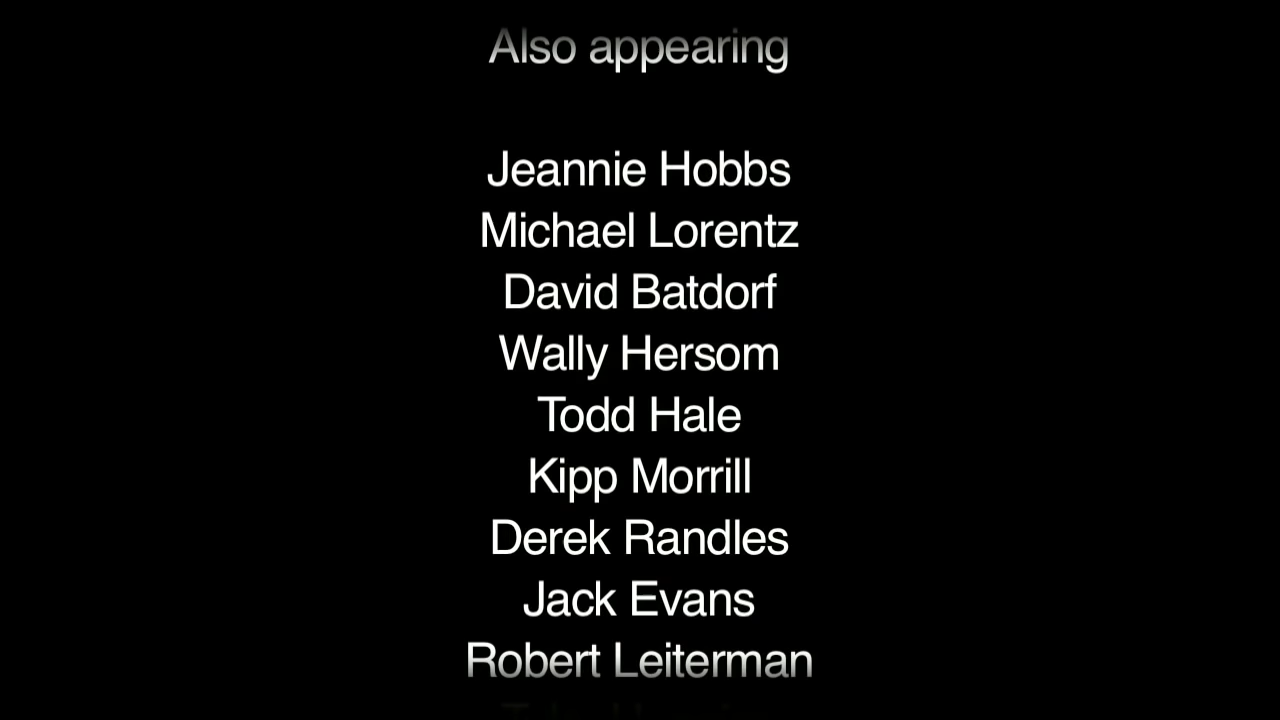 Also appearing
Jeannie Hobbs
Michael Lorentz
David Batdorf
Wally Hersom
Todd Hale
Kipp Morrill
Derek Randles
Jack Evans
Robert Leiterman